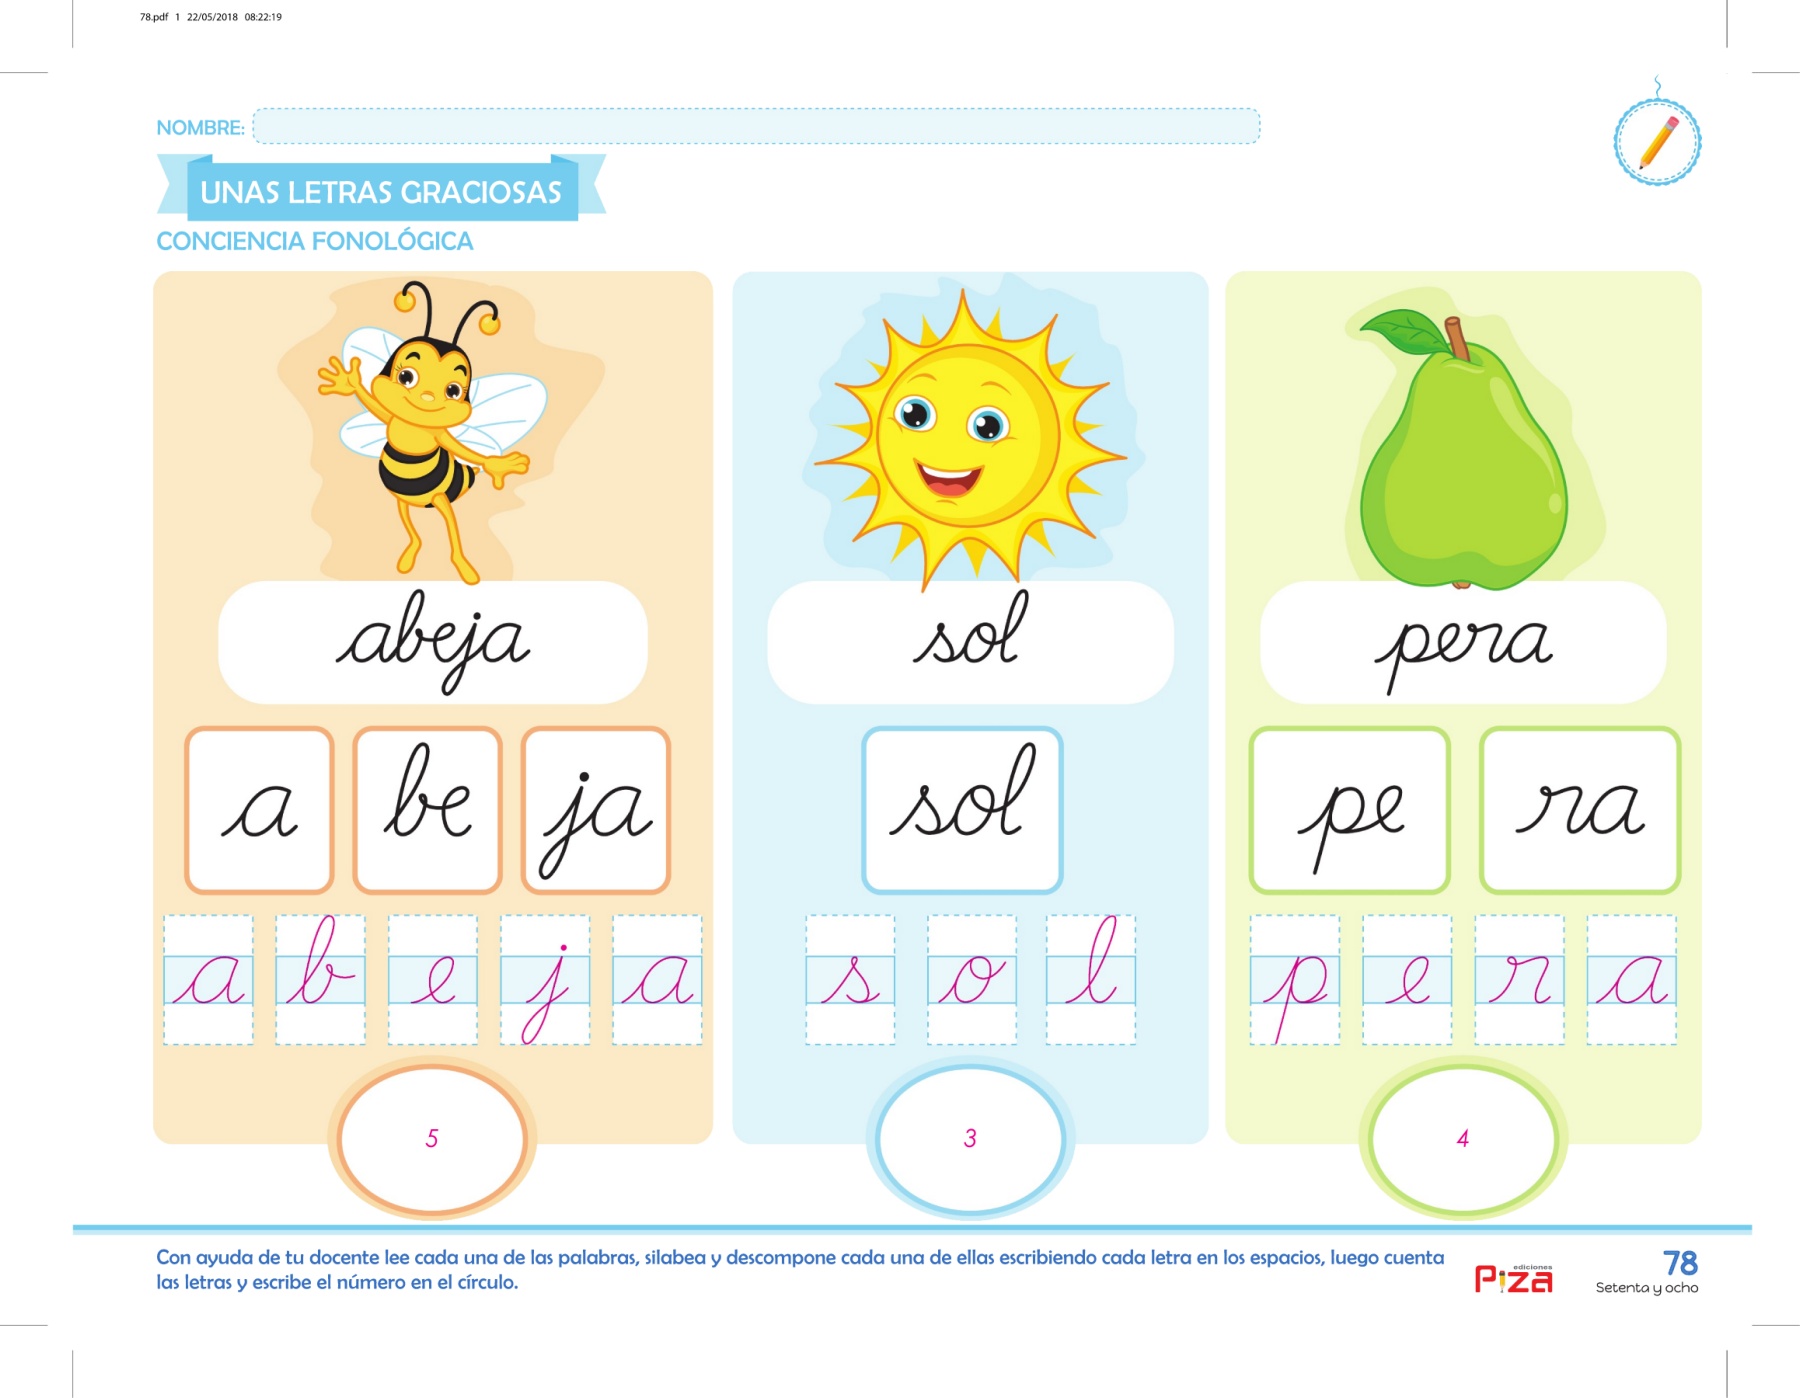 78.pdf 1 22/05/2018 08:22:19
NOMBRE:
UNAS LETRAS GRACIOSAS
CONCIENCIA FONOLÓGICA
abeja
a be ja
a b e j a
5
sol
sol
s o l
3
pera
pe ra
p e r a
4
Con ayuda de tu docente lee cada una de las palabras, silabea y descompone cada una de ellas escribiendo cada letra en los espacios, luego cuenta
las letras y escribe el número en el círculo.
ediciones
Piza
78
Setenta y ocho